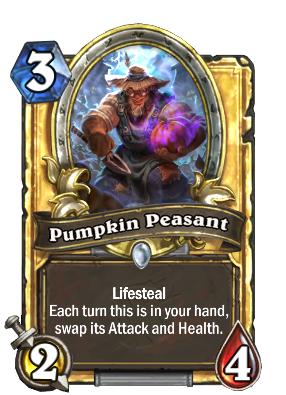 3
Pumpkin Peasant
Lifesteal
Each turn this is in your hand,
swap its Attack and Health.
2
4